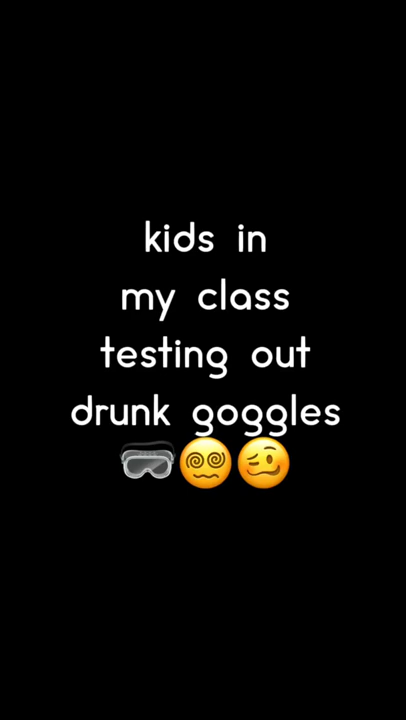 kids in
my class
testing out
drunk goggles
🥽😵‍💫🥴